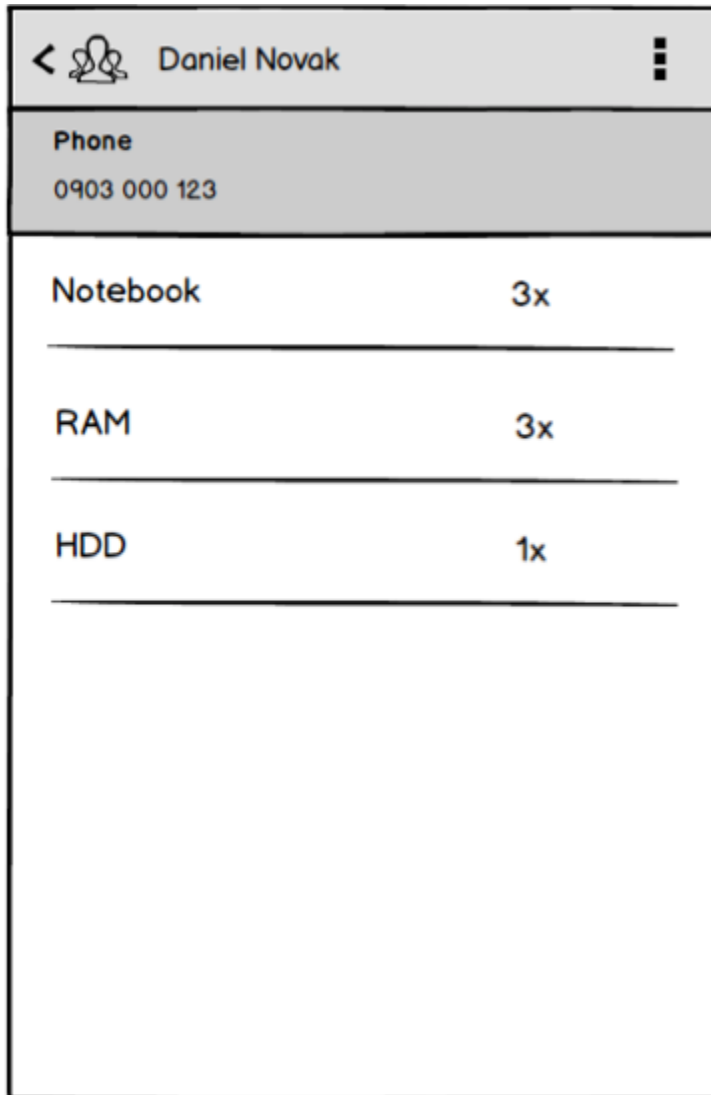 Daniel Novak
Phone
0903 000 123
Notebook 3x
RAM 3x
HDD 1x